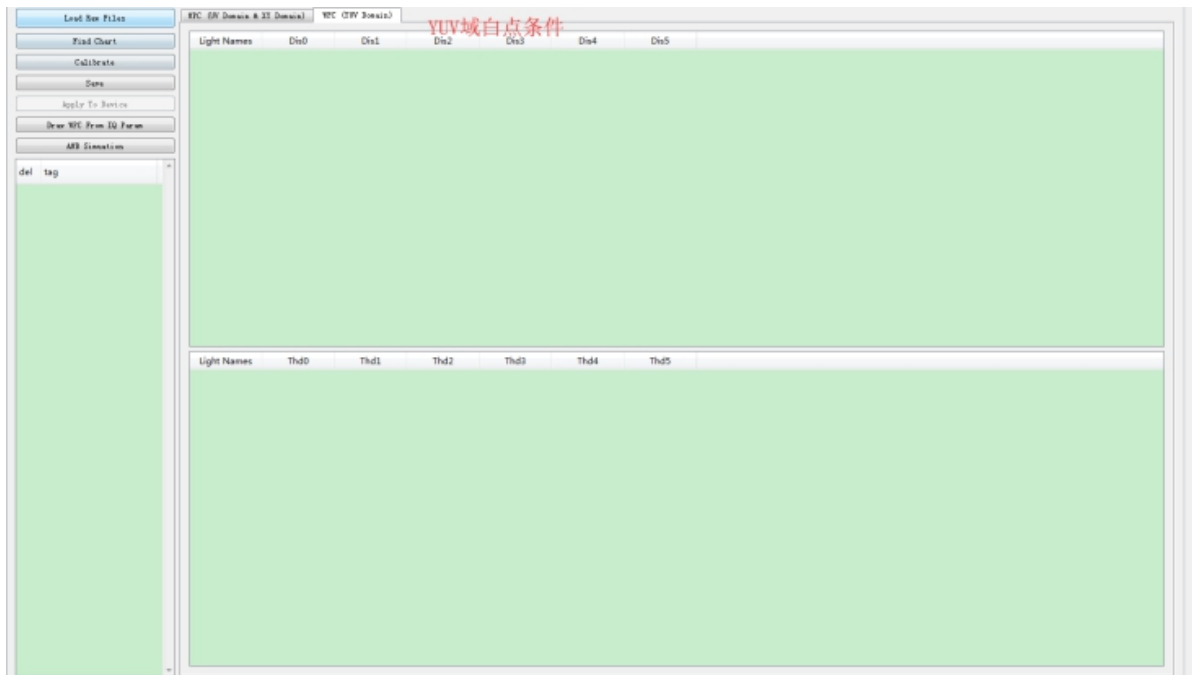 Load Raw Files
Find Chart
Calibrate
Save
Apply To Device
Draw WPC From IQ Param
AWB Simnation
del tag
WPC (UV Domain & XY Domain) WPC (YUV Domain)
YUV域白点条件
Light Names Dis0 Dis1 Dis2 Dis3 Dis4 Dis5
Light Names Thd0 Thd1 Thd2 Thd3 Thd4 Thd5